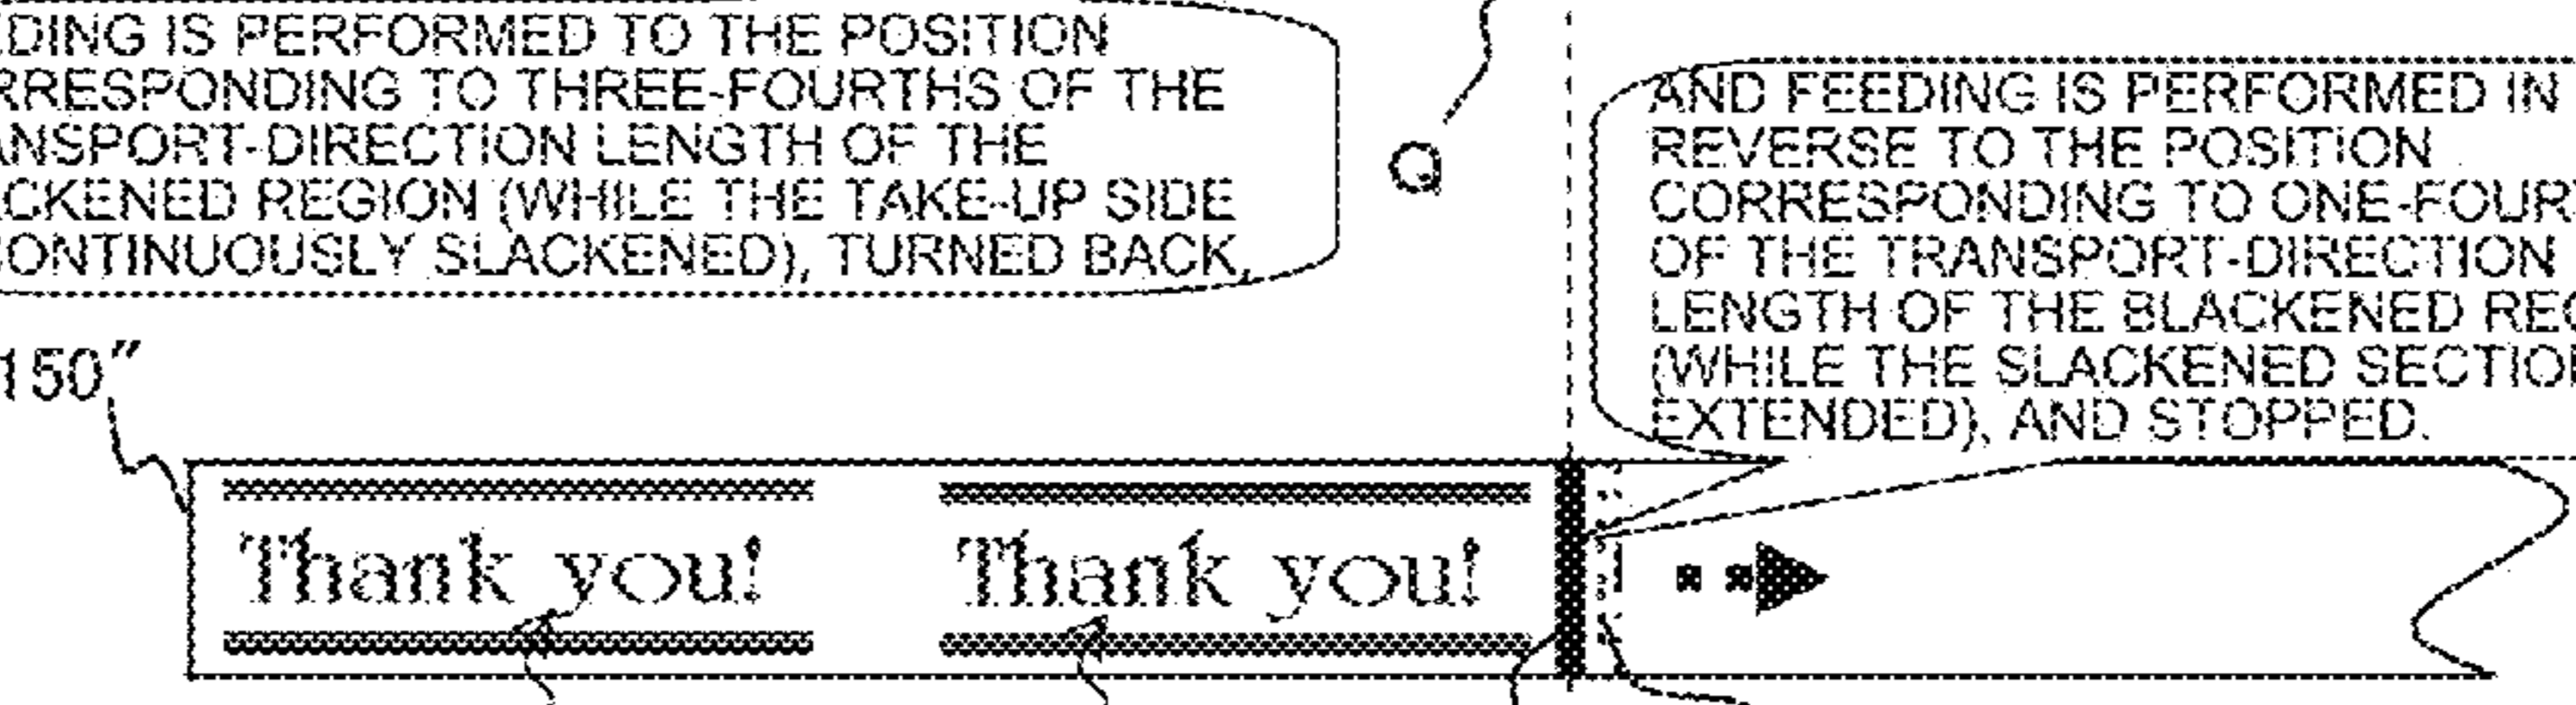 EDING IS PERFORMED TO THE POSITION
RRESPONDING TO THREE-FOURTHS OF THE
ANSPORT-DIRECTION LENGTH OF THE
ACKENED REGION (WHILE THE TAKE-UP SIDE
CONTINUOUSLY SLACKENED), TURNED BACK,
Q
AND FEEDING IS PERFORMED IN
REVERSE TO THE POSITION
CORRESPONDING TO ONE-FOUR
OF THE TRANSPORT-DIRECTION
LENGTH OF THE BLACKENED REG
(WHILE THE SLACKENED SECTIO
EXTENDED), AND STOPPED.
150"
Thank you! Thank you!